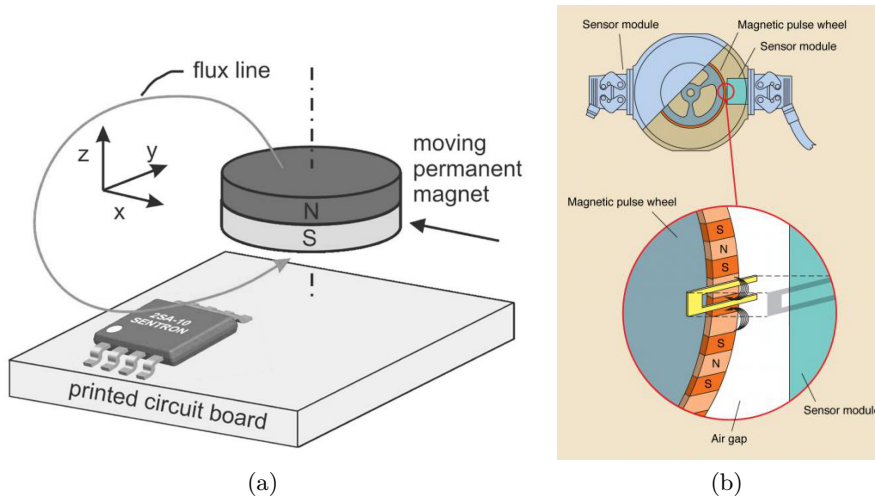 flux line
z
y
x
moving
permanent
magnet
N
S
2SA-10
SENTRON
printed circuit board
(a)
Sensor module
Magnetic pulse wheel
Sensor module
Magnetic pulse wheel
S
N
S
S
N
S
Sensor module
Air gap
(b)